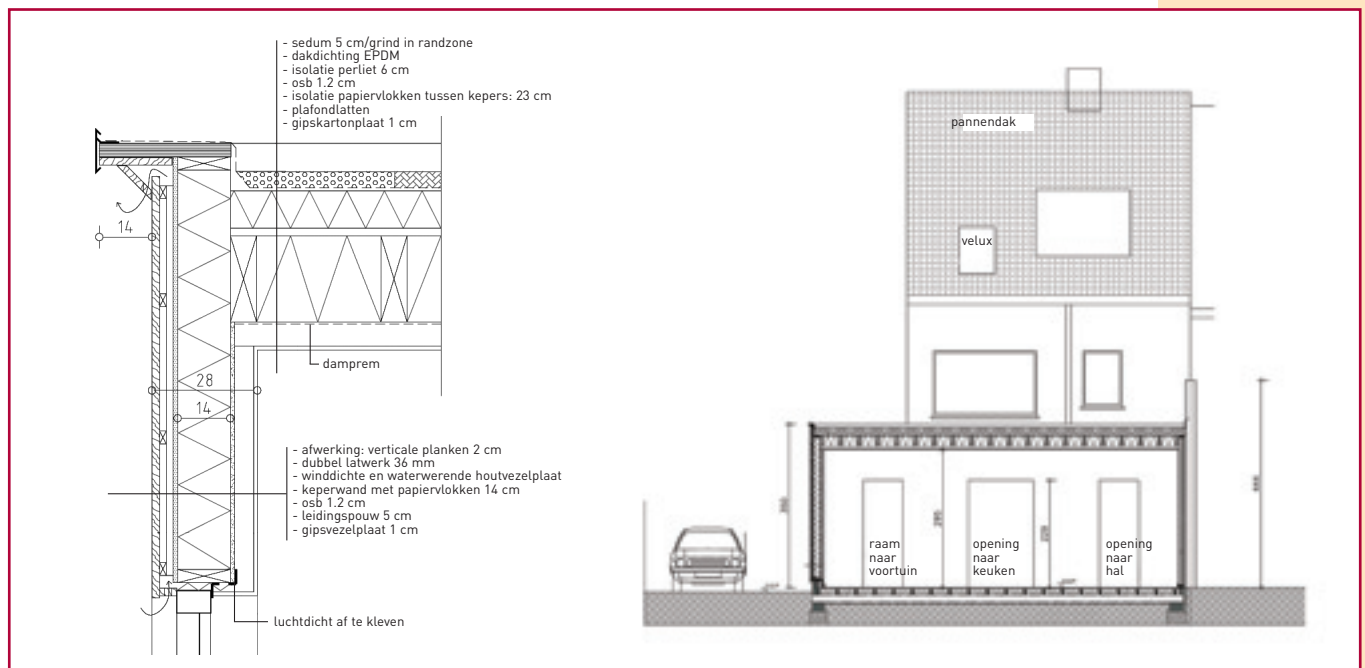 - sedum 5 cm/grind in randzone
- dakdichting EPDM
- isolatie perliet 6 cm
- osb 1.2 cm
- isolatie papiervlokken tussen kepers: 23 cm
- plafondlatten
- gipskartonplaat 1 cm
14
damprem
28
14
- afwerking: verticale planken 2 cm
- dubbel latwerk 36 mm
- winddichte en waterwerende houtvezelplaat
- keperwand met papiervlokken 14 cm
- osb 1.2 cm
- leidingspouw 5 cm
- gipsvezelplaat 1 cm
luchtdicht af te kleven
pannendak
velux
raam
naar
voortuin
opening
naar
keuken
opening
naar
hal